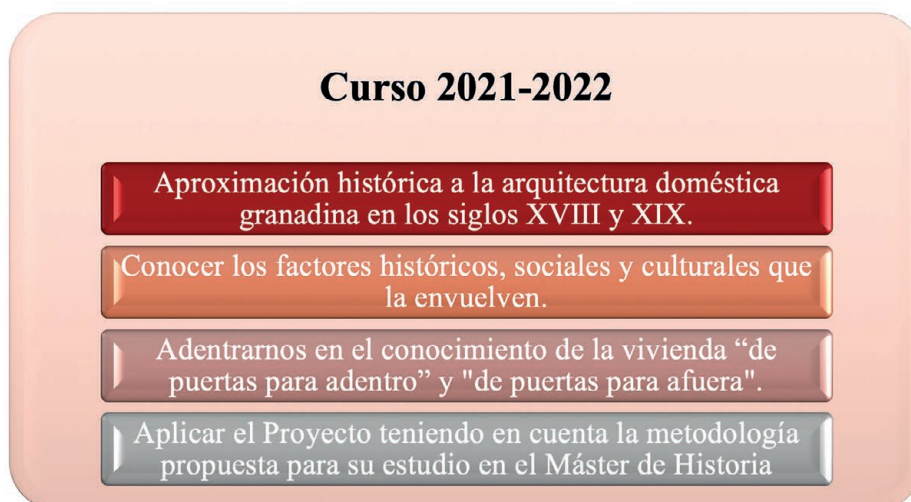 Curso 2021-2022
Aproximación histórica a la arquitectura doméstica
granadina en los siglos XVIII y XIX.
Conocer los factores históricos, sociales y culturales que
la envuelven.
Adentrarnos en el conocimiento de la vivienda “de
puertas para adentro” y "de puertas para afuera".
Aplicar el Proyecto teniendo en cuenta la metodología
propuesta para su estudio en el Máster de Historia